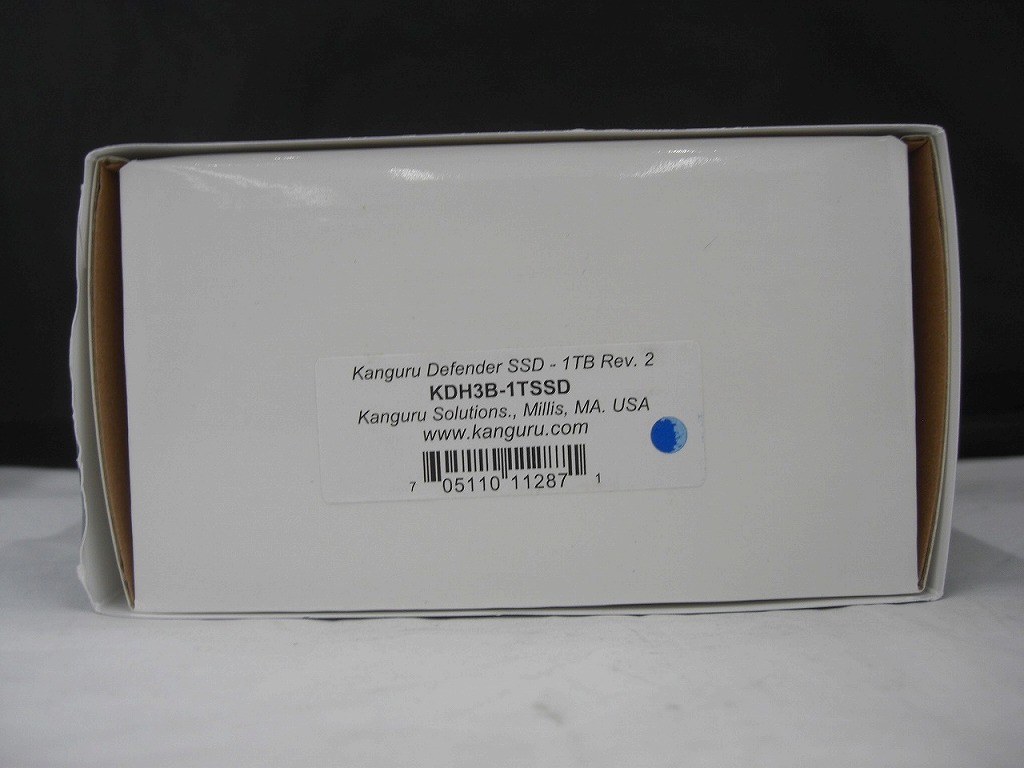 Kanguru Defender SSD - 1TB Rev. 2
KDH3B-1TSSD
Kanguru Solutions., Millis, MA. USA
www.kanguru.com
7 05110 11287 1